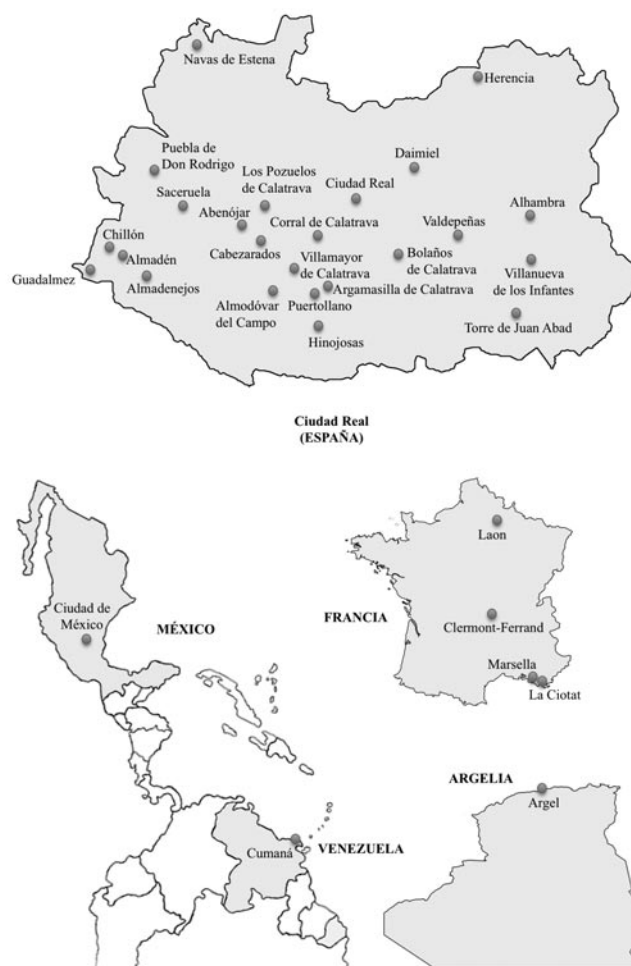 Navas de Estena
Herencia
Puebla de
Don Rodrigo
Daimiel
Los Pozuelos
de Calatrava
Ciudad Real
Saceruela
Abenójar
Corral de Calatrava
Valdepeñas
Alhambra
Chillón
Cabezarados
Almadén
Villamayor
de Calatrava
Bolaños
de Calatrava
Villanueva
de los Infantes
Guadalmez
Almadenejos
Argamasilla de Calatrava
Almodóvar
del Campo
Puertollano
Hinojosas
Torre de Juan Abad
Ciudad Real
(ESPAÑA)
Laon
Ciudad de
México
MÉXICO
FRANCIA
Clermont-Ferrand
Marsella
La Ciotat
ARGELIA
Argel
Cumaná
VENEZUELA